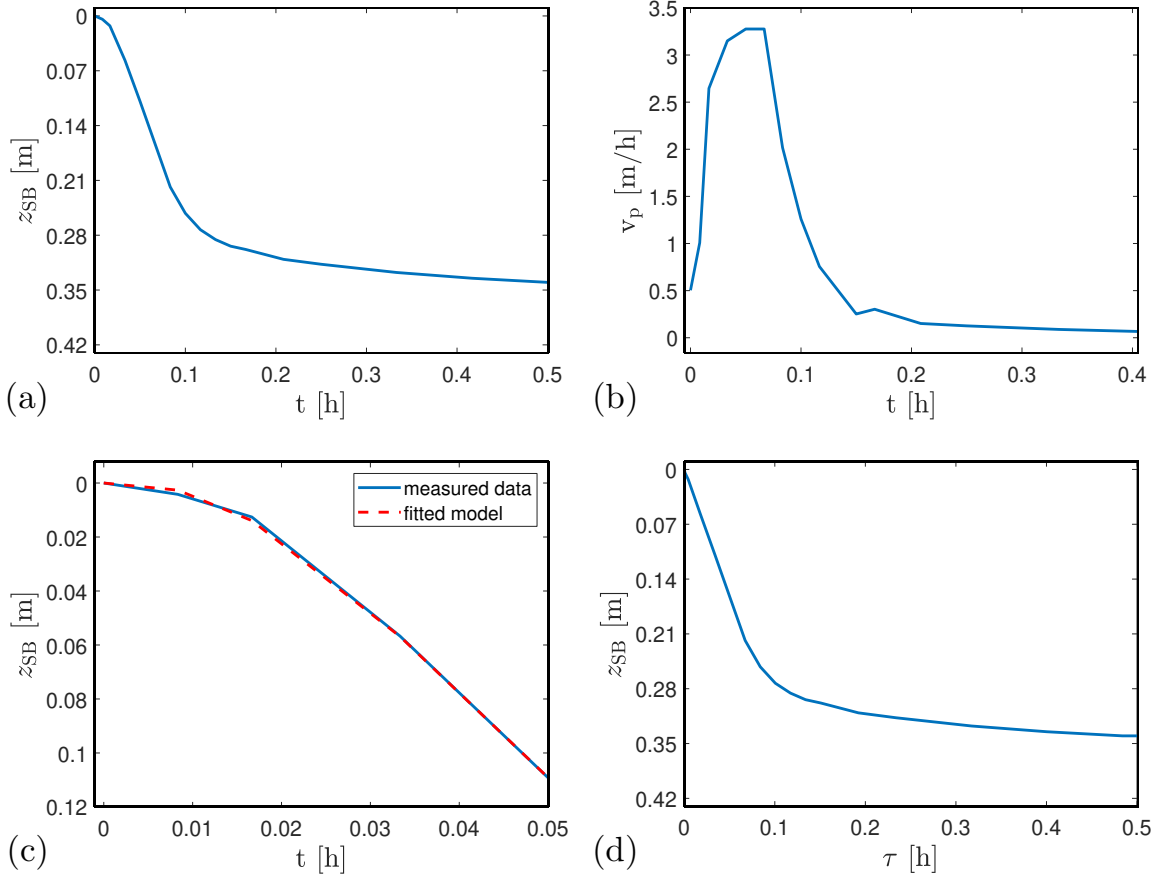 0
0.07
0.14
0.21
0.28
0.35
0.42
z_SB [m]
0 0.1 0.2 0.3 0.4 0.5
t [h]
(a)
3.5
3
2.5
2
1.5
1
0.5
0
v_p [m/h]
0 0.1 0.2 0.3 0.4
t [h]
(b)
0
0.02
0.04
0.06
0.08
0.1
0.12
z_SB [m]
measured data
fitted model
0 0.01 0.02 0.03 0.04 0.05
t [h]
(c)
0
0.07
0.14
0.21
0.28
0.35
0.42
z_SB [m]
0 0.1 0.2 0.3 0.4 0.5
τ [h]
(d)